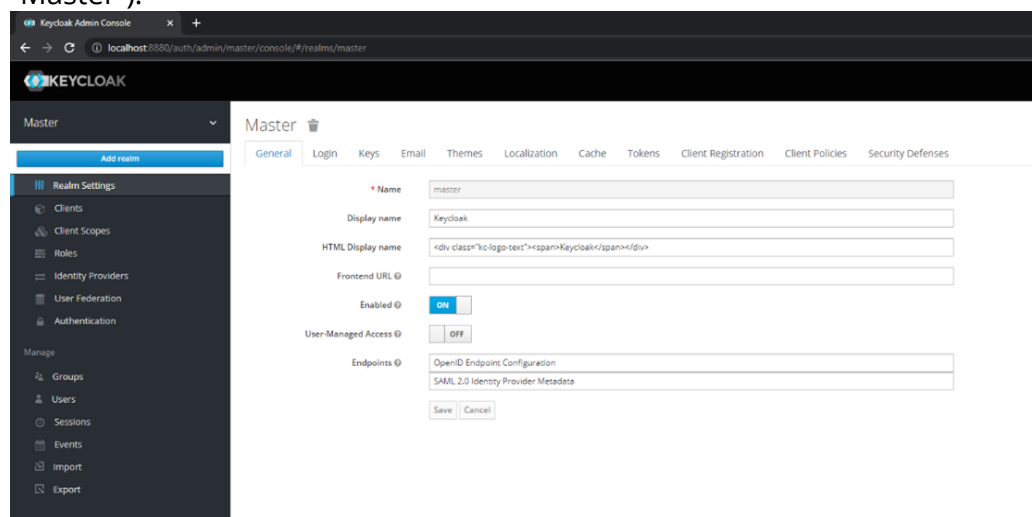 Master ).
Keycloak Admin Console
localhost:8880/auth/admin/master/console/#/realms/master
KEYCLOAK
Master
Add realm
Realm Settings
Clients
Client Scopes
Roles
Identity Providers
User Federation
Authentication
Manage
Groups
Users
Sessions
Events
Import
Export
Master
General Login Keys Email Themes Localization Cache Tokens Client Registration Client Policies Security Defenses
* Name master
Display name Keycloak
HTML Display name <div class="kc-logo-text"><span>Keycloak</span></div>
Frontend URL
Enabled ON
User-Managed Access OFF
Endpoints OpenID Endpoint Configuration
SAML 2.0 Identity Provider Metadata
Save Cancel